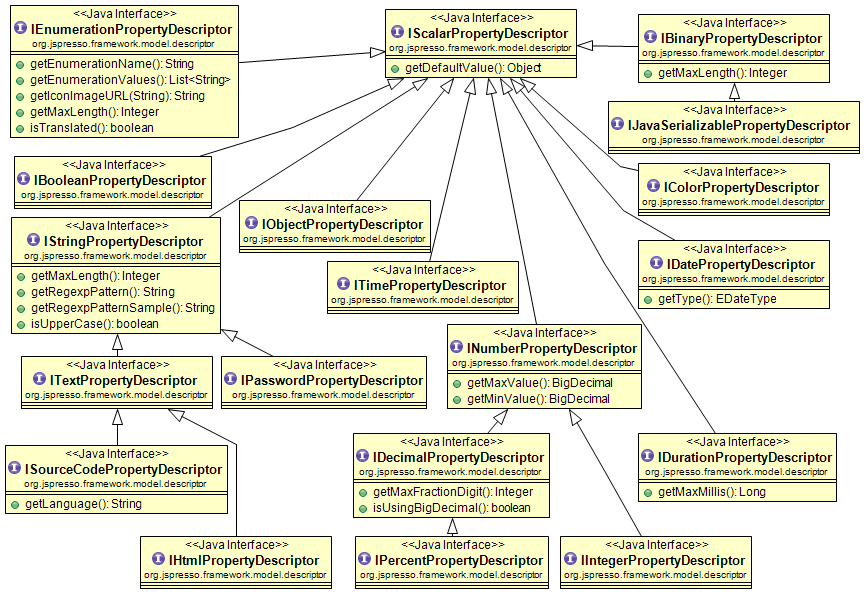 <<Java Interface>>
IEnumerationPropertyDescriptor
org.jspresso.framework.model.descriptor
getEnumerationName(): String
getEnumerationValues(): List<String>
getIconImageURL(String): String
getMaxLength(): Integer
isTranslated(): boolean
<<Java Interface>>
IScalarPropertyDescriptor
org.jspresso.framework.model.descriptor
getDefaultValue(): Object
<<Java Interface>>
IBinaryPropertyDescriptor
org.jspresso.framework.model.descriptor
getMaxLength(): Integer
<<Java Interface>>
IJavaSerializablePropertyDescriptor
org.jspresso.framework.model.descriptor
<<Java Interface>>
IBooleanPropertyDescriptor
org.jspresso.framework.model.descriptor
<<Java Interface>>
IColorPropertyDescriptor
org.jspresso.framework.model.descriptor
<<Java Interface>>
IObjectPropertyDescriptor
org.jspresso.framework.model.descriptor
<<Java Interface>>
IStringPropertyDescriptor
org.jspresso.framework.model.descriptor
getMaxLength(): Integer
getRegexpPattern(): String
getRegexpPatternSample(): String
isUpperCase(): boolean
<<Java Interface>>
IDatePropertyDescriptor
org.jspresso.framework.model.descriptor
getType(): EDateType
<<Java Interface>>
ITimePropertyDescriptor
org.jspresso.framework.model.descriptor
<<Java Interface>>
INumberPropertyDescriptor
org.jspresso.framework.model.descriptor
getMaxValue(): BigDecimal
getMinValue(): BigDecimal
<<Java Interface>>
ITextPropertyDescriptor
org.jspresso.framework.model.descriptor
<<Java Interface>>
IPasswordPropertyDescriptor
org.jspresso.framework.model.descriptor
<<Java Interface>>
ISourceCodePropertyDescriptor
org.jspresso.framework.model.descriptor
getLanguage(): String
<<Java Interface>>
IDecimalPropertyDescriptor
org.jspresso.framework.model.descriptor
getMaxFractionDigit(): Integer
isUsingBigDecimal(): boolean
<<Java Interface>>
IDurationPropertyDescriptor
org.jspresso.framework.model.descriptor
getMaxMillis(): Long
<<Java Interface>>
IHtmlPropertyDescriptor
org.jspresso.framework.model.descriptor
<<Java Interface>>
IPercentPropertyDescriptor
org.jspresso.framework.model.descriptor
<<Java Interface>>
IIntegerPropertyDescriptor
org.jspresso.framework.model.descriptor